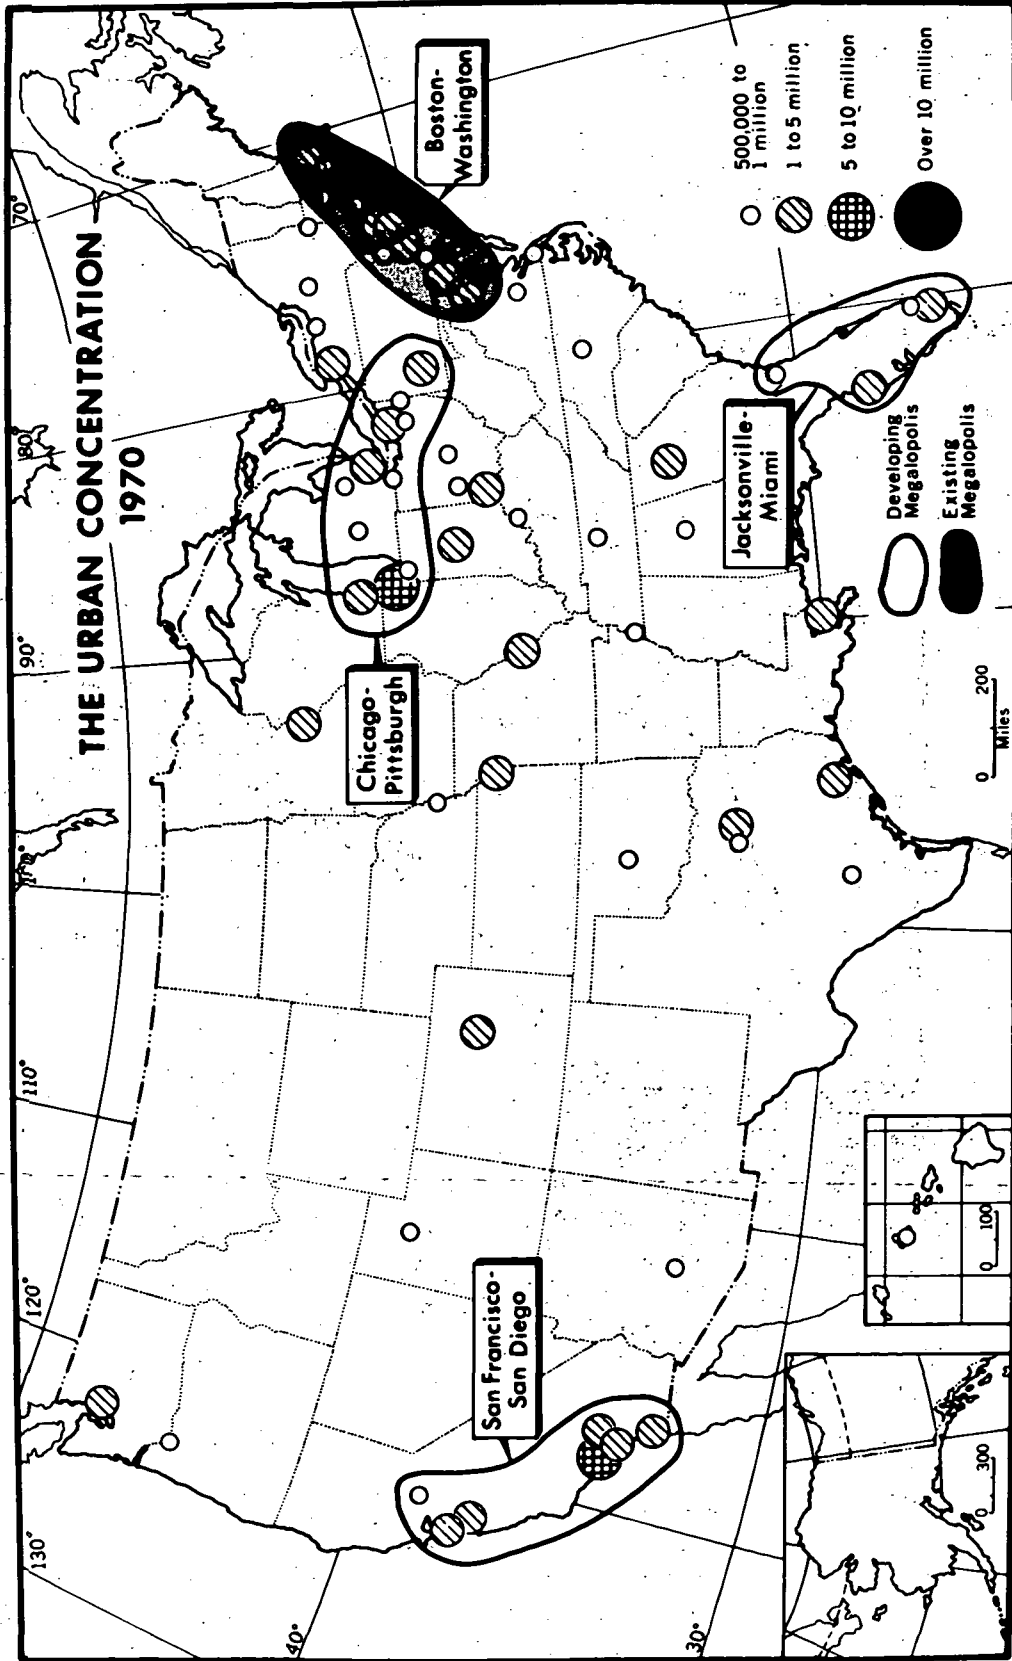 THE URBAN CONCENTRATION
1970
130°
120°
110°
90°
80°
70°
40°
30°
Boston-
Washington
Chicago-
Pittsburgh
San Francisco-
San Diego
Jacksonville-
Miami
500,000 to
1 million
1 to 5 million
5 to 10 million
Over 10 million
Developing
Megalopolis
Existing
Megalopolis
0 200
Miles
0 300
0 100